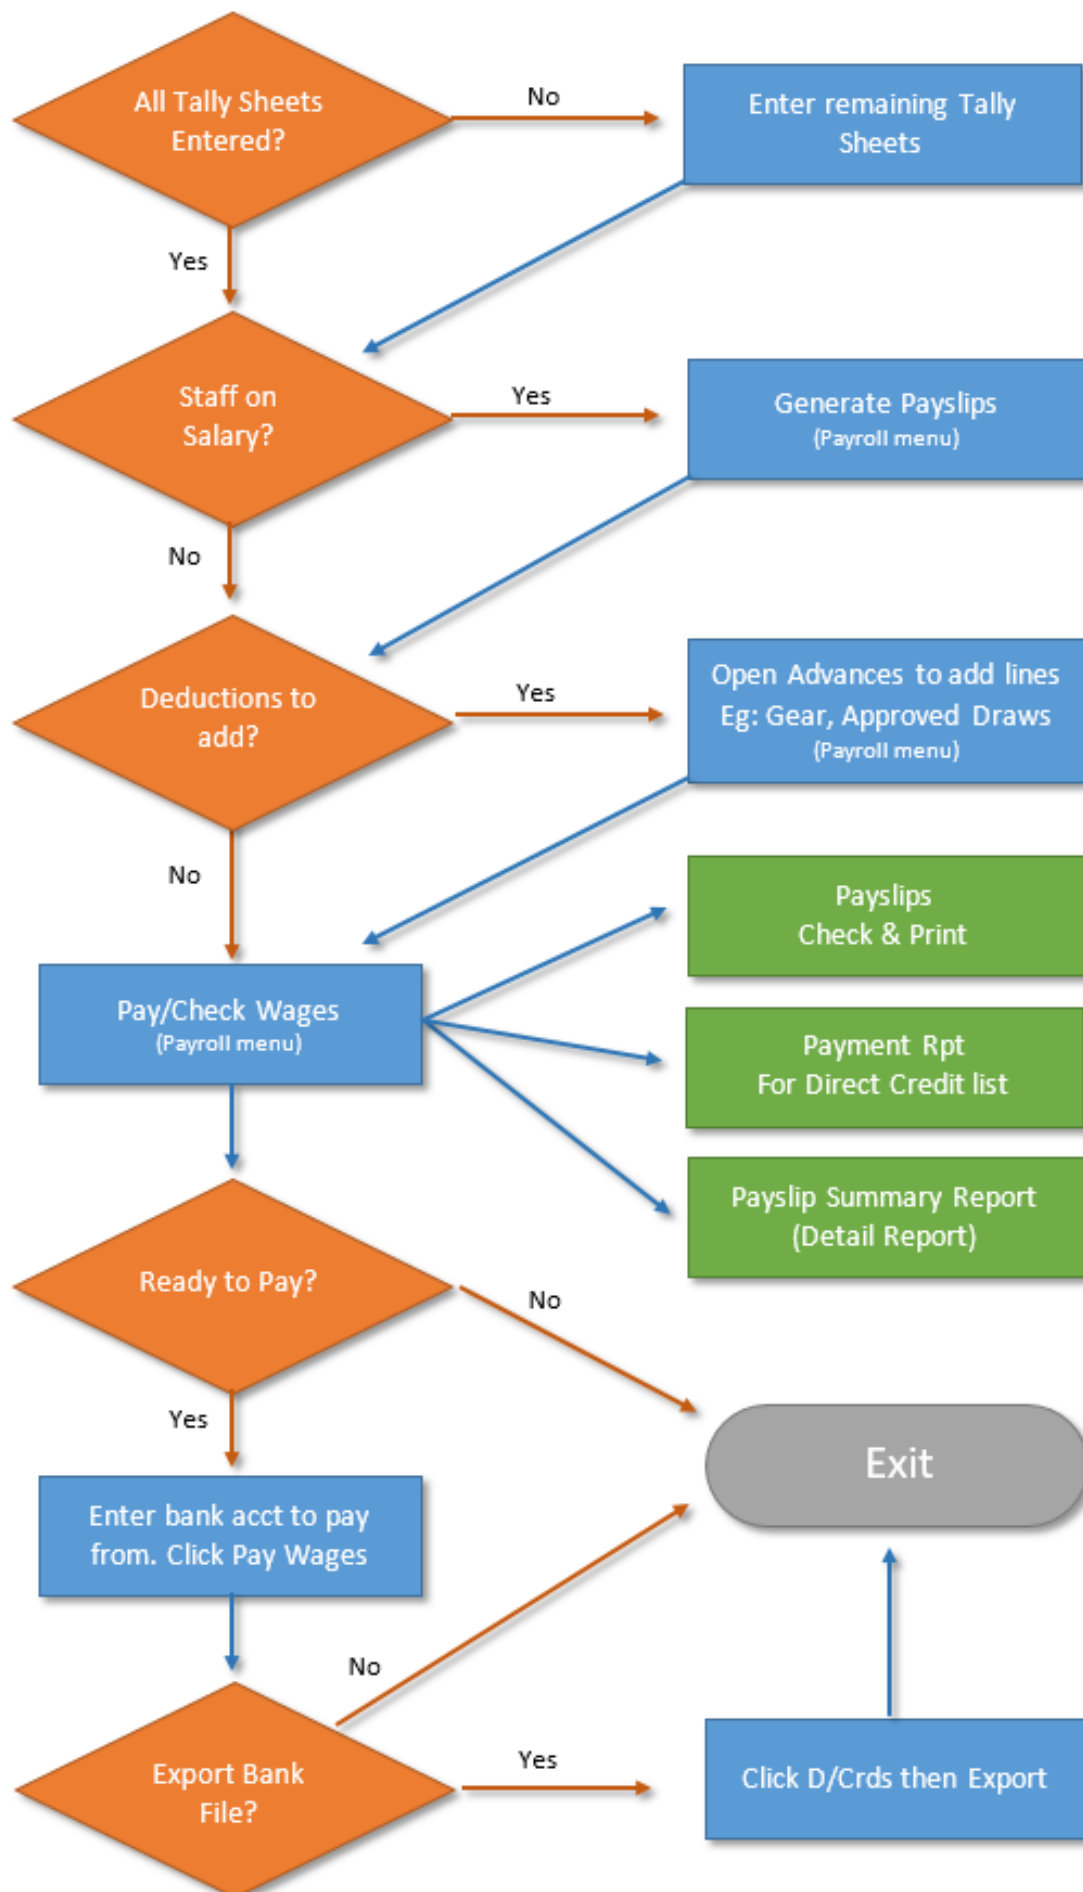 All Tally Sheets
Entered?
No
Enter remaining Tally
Sheets
Yes
Staff on
Salary?
Yes
Generate Payslips
(Payroll menu)
No
Deductions to
add?
Yes
Open Advances to add lines
Eg: Gear, Approved Draws
(Payroll menu)
No
Payslips
Check & Print
Pay/Check Wages
(Payroll menu)
Payment Rpt
For Direct Credit list
Payslip Summary Report
(Detail Report)
Ready to Pay?
No
Yes
Exit
Enter bank acct to pay
from. Click Pay Wages
No
Export Bank
File?
Yes
Click D/Crds then Export